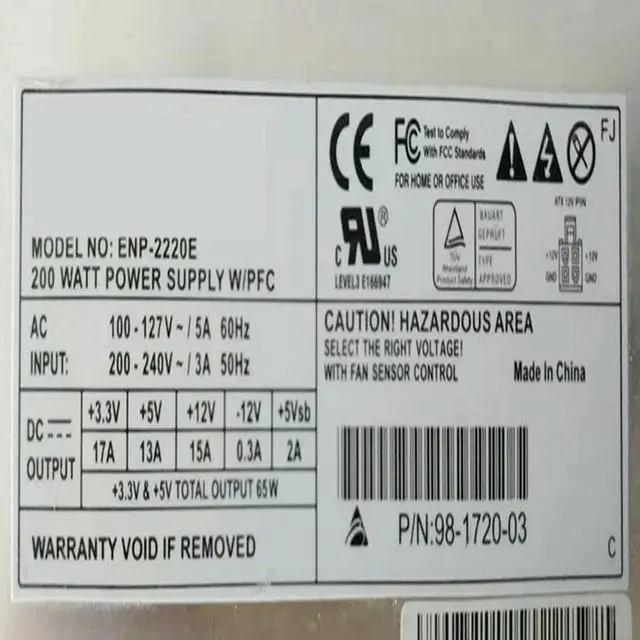 MODEL NO: ENP-2220E
200 WATT POWER SUPPLY W/PFC
AC 100-127V~/5A 60Hz
INPUT: 200-240V~/3A 50Hz
DC OUTPUT
+3.3V +5V +12V -12V +5Vsb
17A 13A 15A 0.3A 2A
+3.3V & +5V TOTAL OUTPUT 65W
WARRANTY VOID IF REMOVED
CE
FC Test to Comply
With FCC Standards
FOR HOME OR OFFICE USE
FJ
c RU US ®
LEVEL3 E166947
TÜV
Rheinland
Product Safety
BAUART
GEPRÜFT
TYPE
APPROVED
ATX 12V PIN
+12V +12V
GND GND
CAUTION! HAZARDOUS AREA
SELECT THE RIGHT VOLTAGE!
WITH FAN SENSOR CONTROL
Made In China
P/N:98-1720-03
C